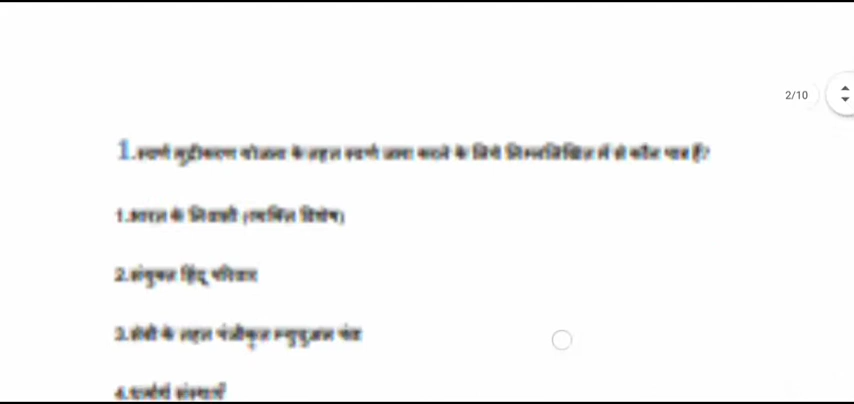 2/10
1.स्वर्ण मुद्रीकरण योजना के तहत स्वर्ण जमा करने के लिये निम्नलिखित में से कौन पात्र हैं?
1.भारत के निवासी (व्यक्ति विशेष)
2.संयुक्त हिंदू परिवार
3.सेबी के तहत पंजीकृत म्यूचुअल फंड
4.संस्थाएँ